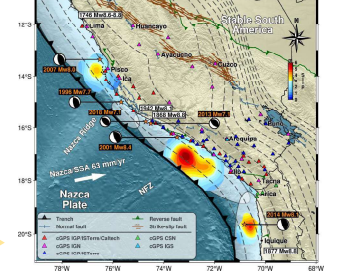 1746 Mw8.6-8.8
Lima
Huancayo
Stable South
America
Ayacucho
Cuzco
2007 Mw8.0
Pisco
Ica
1996 Mw7.7
2018 Mw7.1
1942 Mw8.1
1868 Mw8.8
2013 Mw7.1
2001 Mw8.4
Arequipa
Nazca Ridge
Nazca SSA 63 mm/yr
Ilo
Tacna
Arica
Nazca
Plate
NFZ
2014 Mw8.1
Iquique
1877 Mw8.8
12°S
14°S
16°S
18°S
20°S
78°W
76°W
74°W
72°W
70°W
68°W
Trench
Reverse fault
Normal fault
Strike-slip fault
cGPS IGP/ISTerre/Caltech
cGPS CSN
cGPS IGN
cGPS IGS